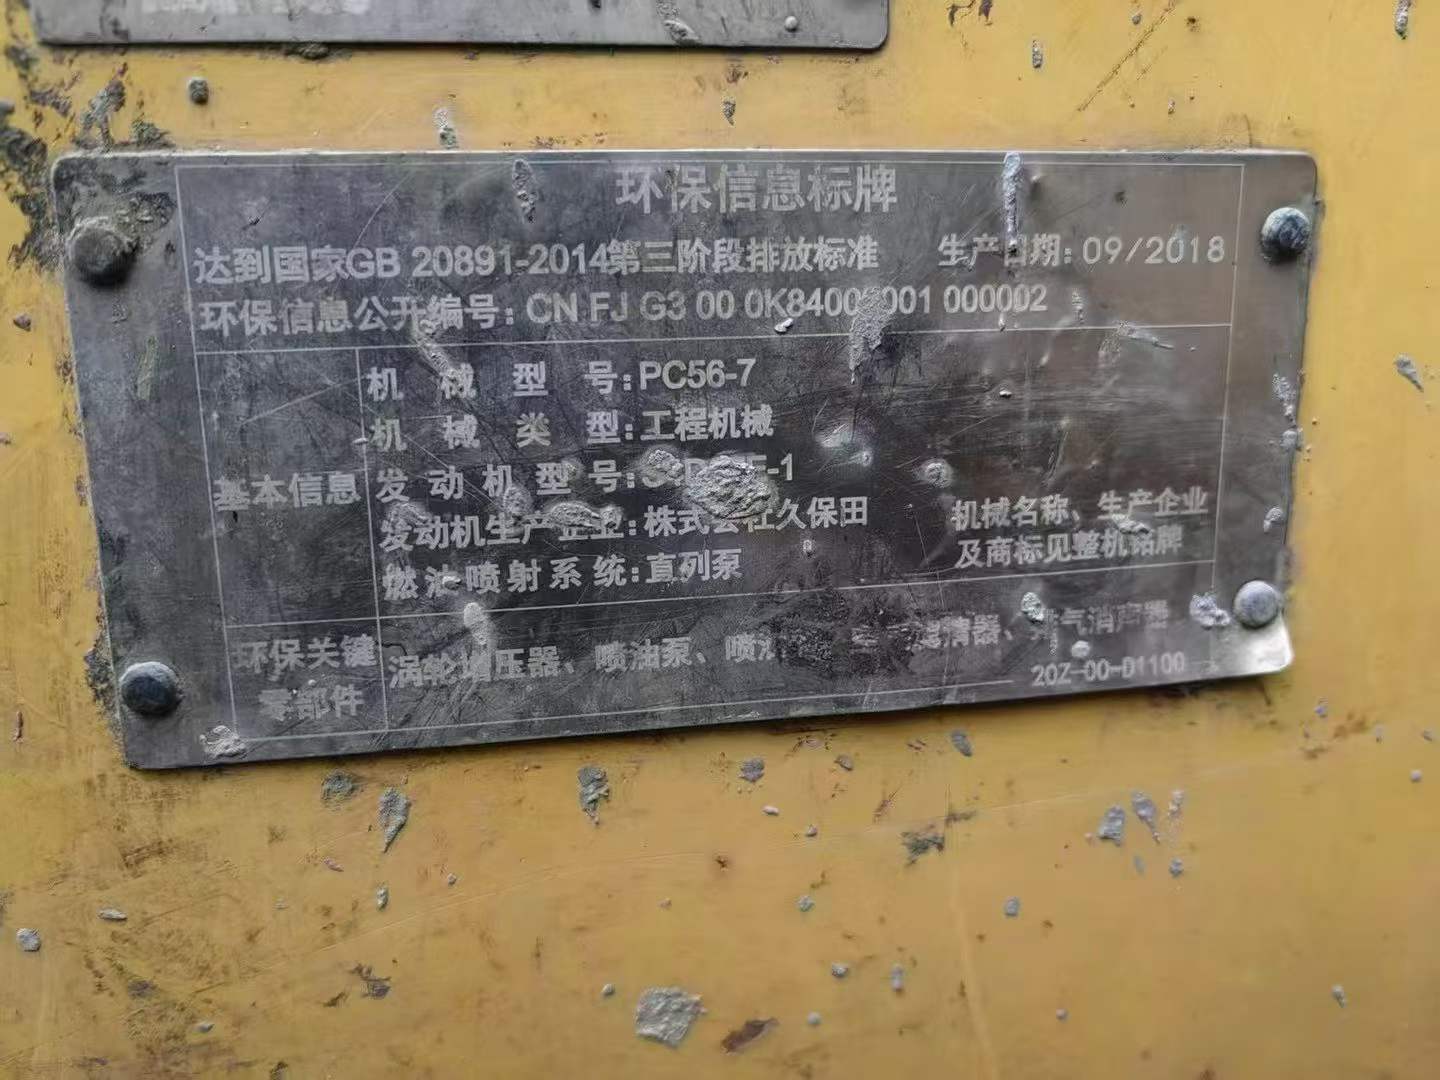 环保信息标牌
达到国家GB 20891-2014第三阶段排放标准 生产日期: 09/2018
环保信息公开编号: CN FJ G3 00 000002
基本信息
机械型号: PC56-7
机械类型: 工程机械
发动机型号:
发动机生产企业: 株式会社久保田
燃油喷射系统: 直列泵
机械名称、生产企业
及商标见整机铭牌
环保关键
零部件
涡轮增压器、喷油泵、 排气消声器
20Z-00-D1100